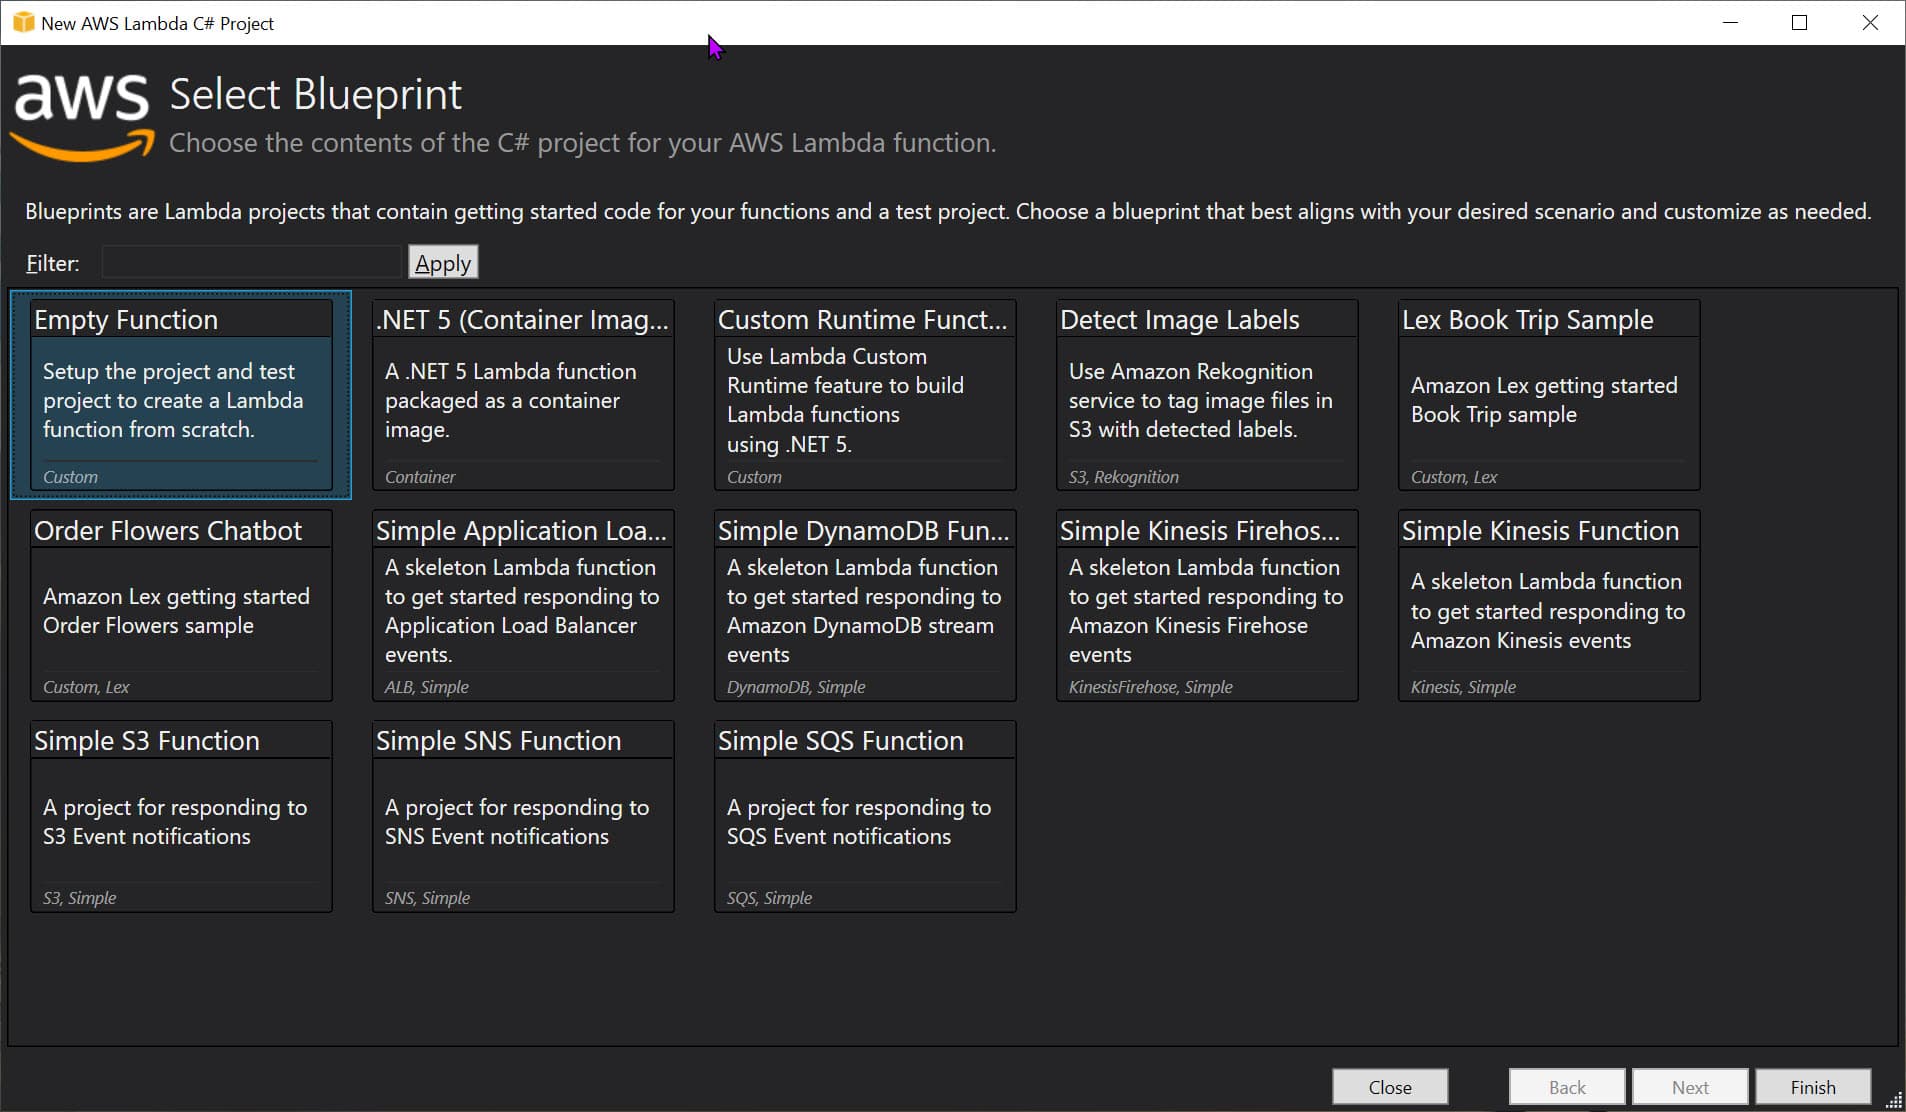 New AWS Lambda C# Project
aws
Select Blueprint
Choose the contents of the C# project for your AWS Lambda function.
Blueprints are Lambda projects that contain getting started code for your functions and a test project. Choose a blueprint that best aligns with your desired scenario and customize as needed.
Filter:
Apply
Empty Function
Setup the project and test
project to create a Lambda
function from scratch.
Custom
.NET 5 (Container Imag...
A .NET 5 Lambda function
packaged as a container
image.
Container
Custom Runtime Funct...
Use Lambda Custom
Runtime feature to build
Lambda functions
using .NET 5.
Custom
Detect Image Labels
Use Amazon Rekognition
service to tag image files in
S3 with detected labels.
S3, Rekognition
Lex Book Trip Sample
Amazon Lex getting started
Book Trip sample
Custom, Lex
Order Flowers Chatbot
Amazon Lex getting started
Order Flowers sample
Custom, Lex
Simple Application Loa...
A skeleton Lambda function
to get started responding to
Application Load Balancer
events.
ALB, Simple
Simple DynamoDB Fun...
A skeleton Lambda function
to get started responding to
Amazon DynamoDB stream
events
DynamoDB, Simple
Simple Kinesis Firehos...
A skeleton Lambda function
to get started responding to
Amazon Kinesis Firehose
events
KinesisFirehose, Simple
Simple Kinesis Function
A skeleton Lambda function
to get started responding to
Amazon Kinesis events
Kinesis, Simple
Simple S3 Function
A project for responding to
S3 Event notifications
S3, Simple
Simple SNS Function
A project for responding to
SNS Event notifications
SNS, Simple
Simple SQS Function
A project for responding to
SQS Event notifications
SQS, Simple
Close
Back
Next
Finish